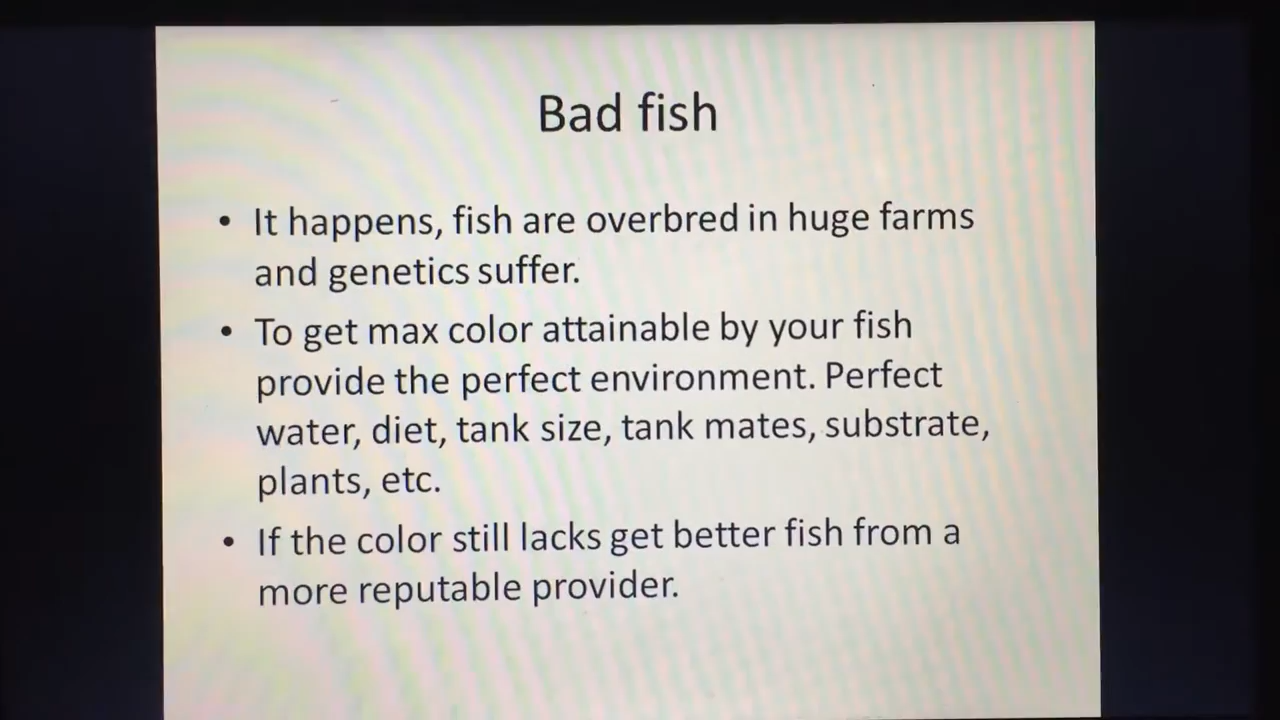 Bad fish
• It happens, fish are overbred in huge farms
and genetics suffer.
• To get max color attainable by your fish
provide the perfect environment. Perfect
water, diet, tank size, tank mates, substrate,
plants, etc.
• If the color still lacks get better fish from a
more reputable provider.